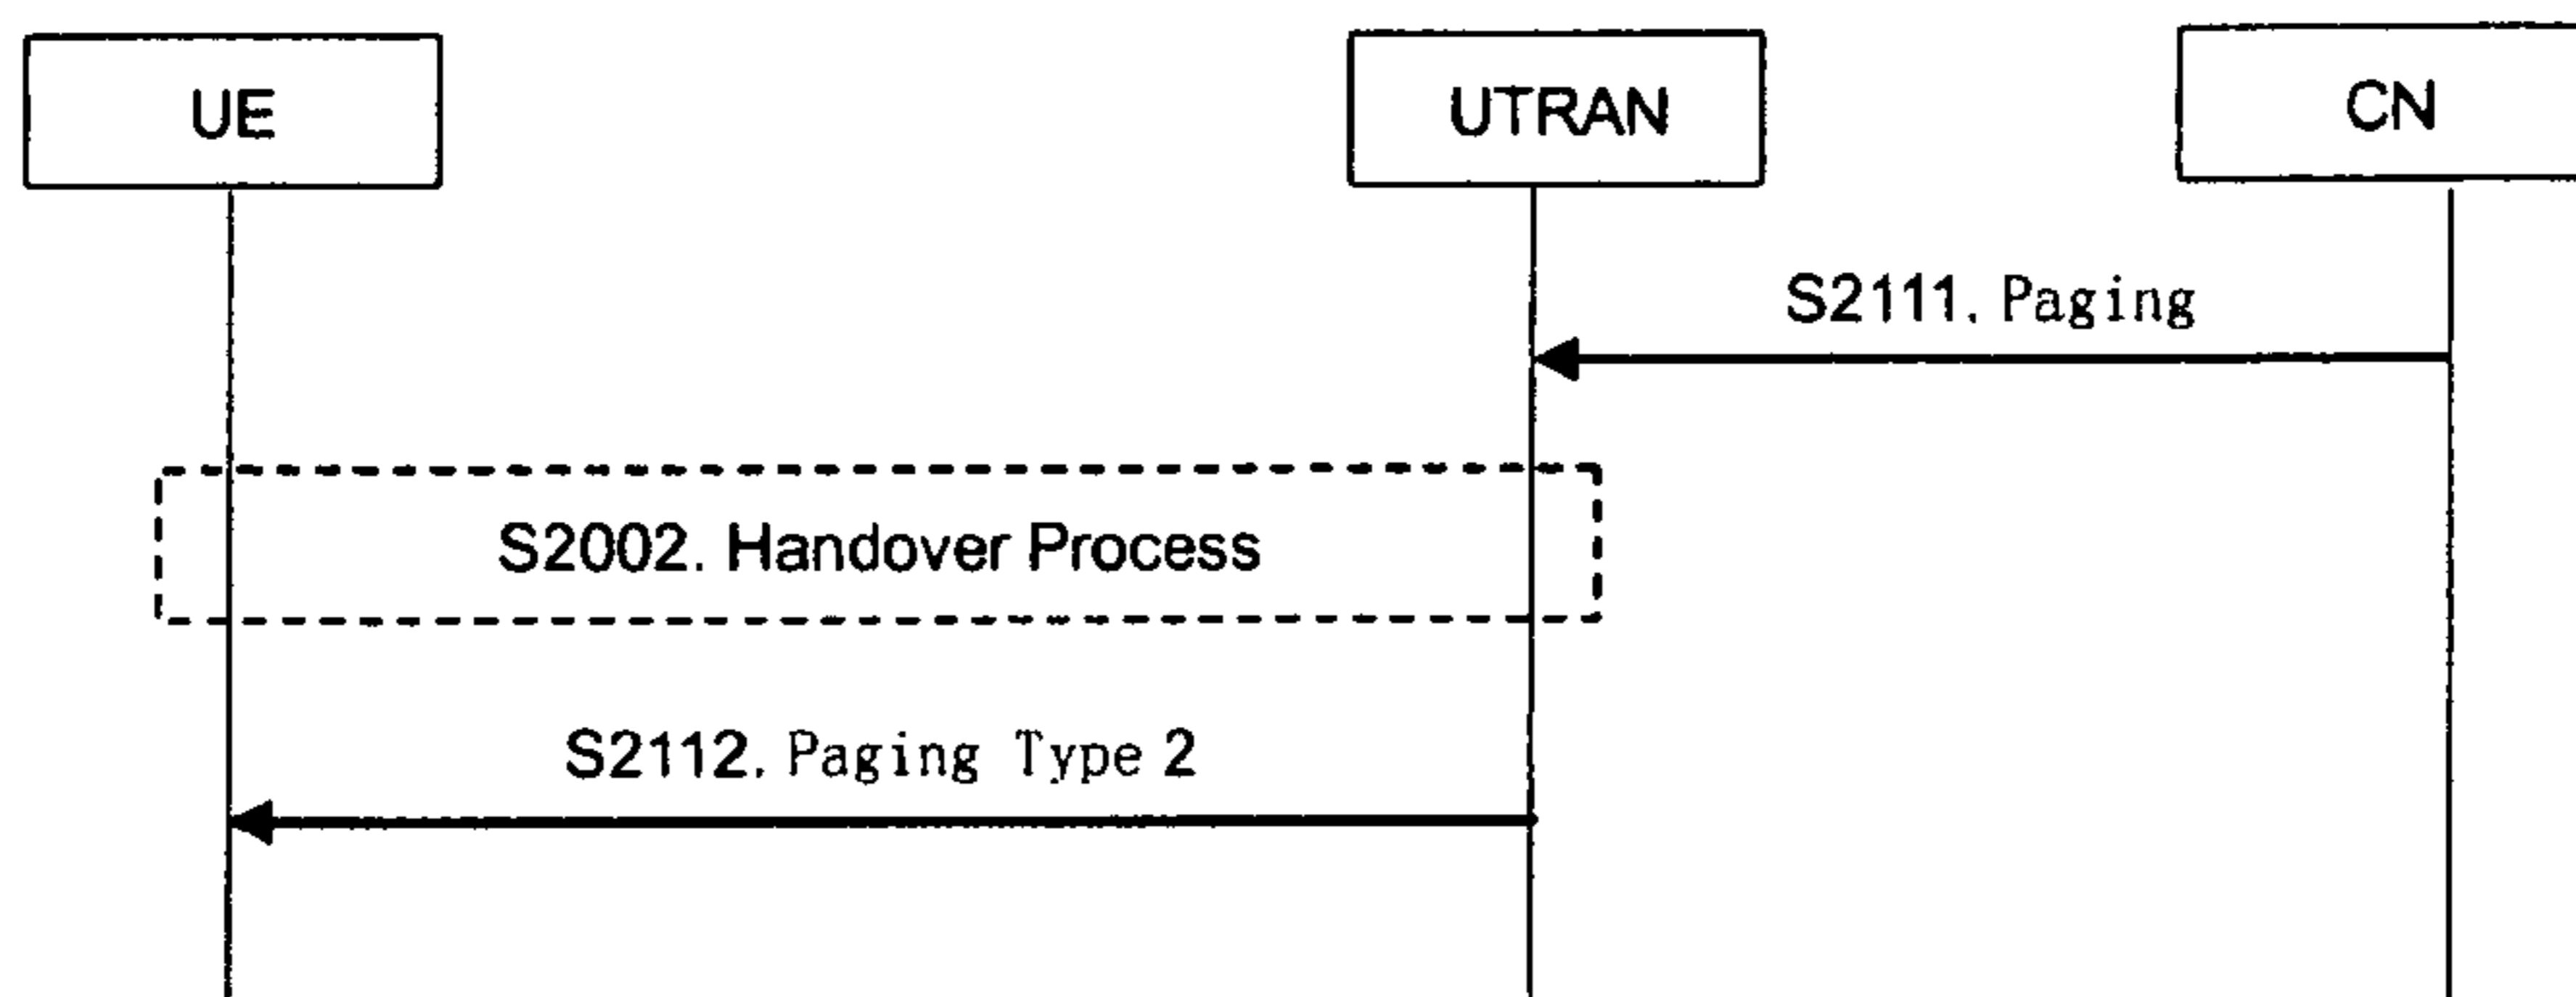 UE
UTRAN
CN
S2111. Paging
S2002. Handover Process
S2112. Paging Type 2